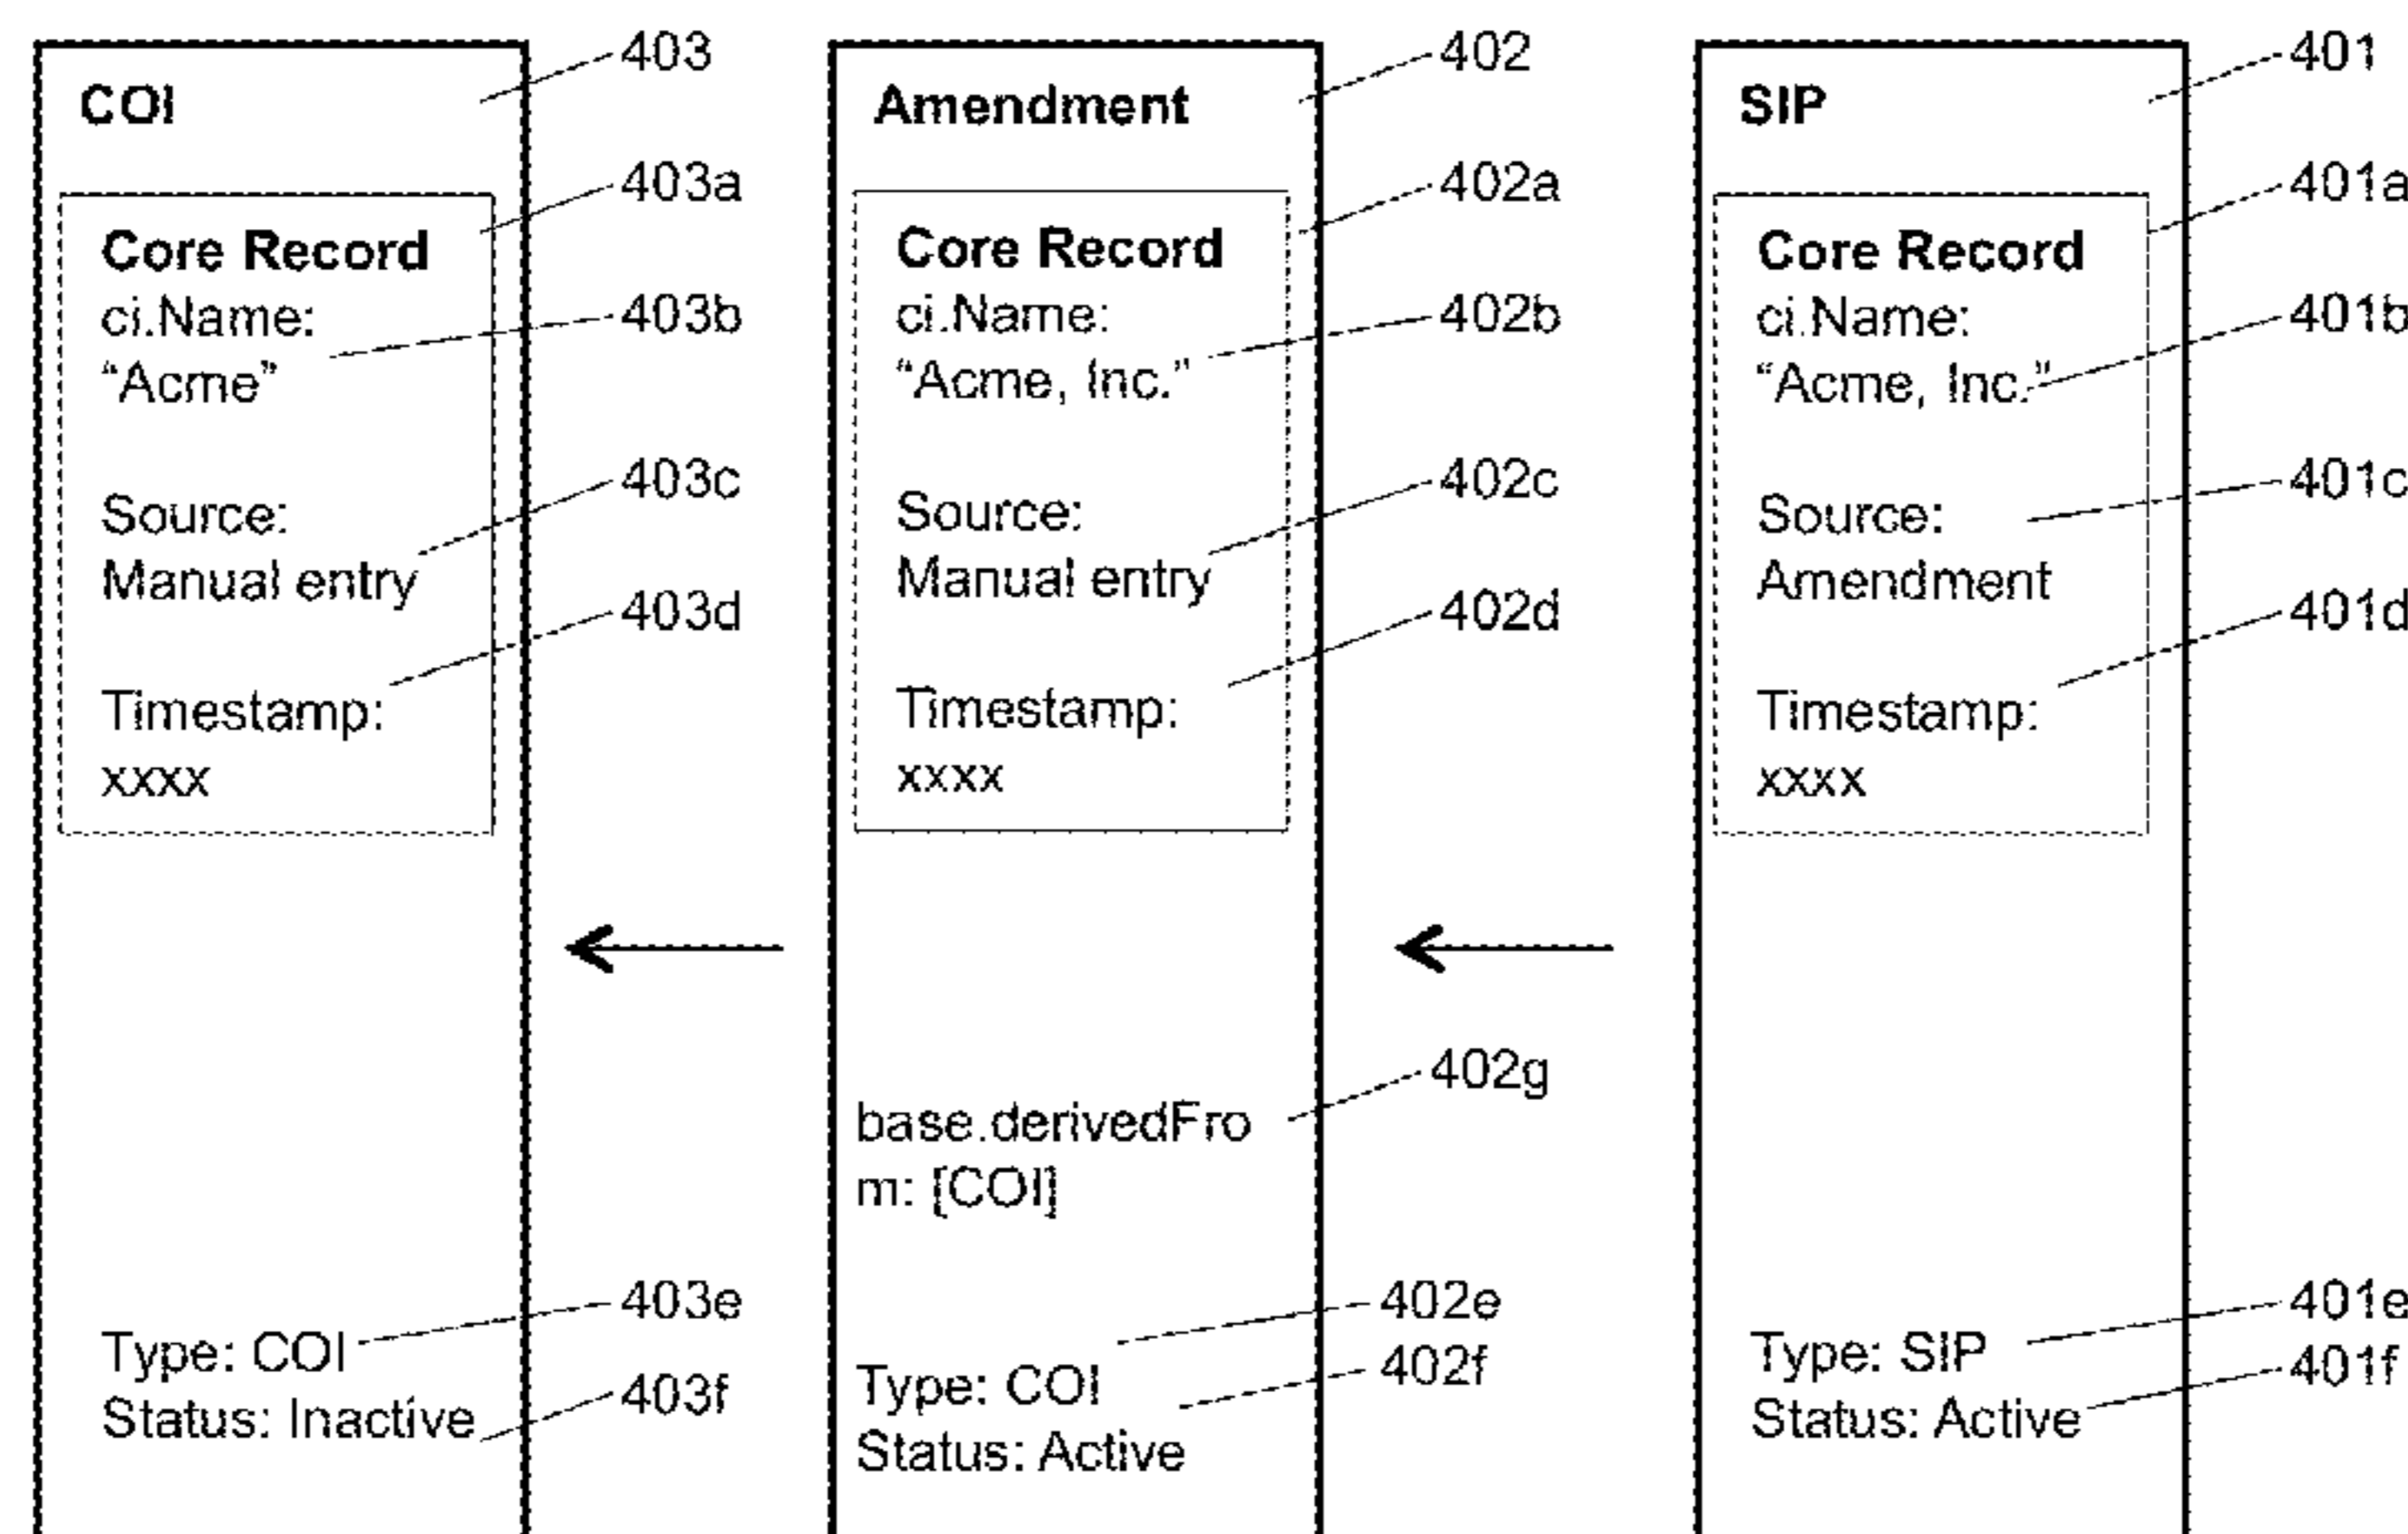 COI
403
403a
Core Record
ci.Name:
403b
“Acme”
403c
Source:
Manual entry
403d
Timestamp:
xxxx
403e
Type: COI
403f
Status: Inactive
Amendment
402
402a
Core Record
ci.Name:
402b
“Acme, Inc.”
402c
Source:
Manual entry
402d
Timestamp:
xxxx
402g
base.derivedFro
m: [COI]
402e
402f
Type: COI
Status: Active
SIP
401
401a
Core Record
ci.Name:
401b
“Acme, Inc.”
401c
Source:
Amendment
401d
Timestamp:
xxxx
401e
Type: SIP
401f
Status: Active